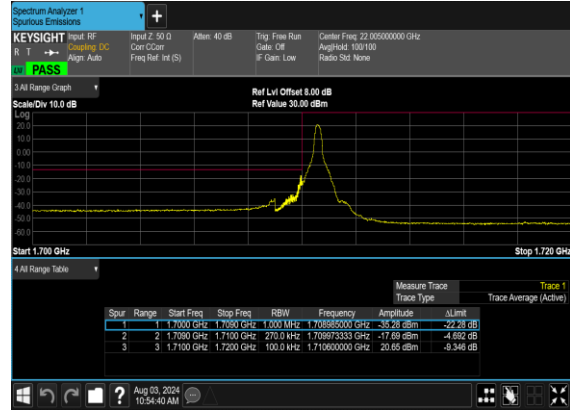 Spectrum Analyzer 1
Spurious Emissions
+
KEYSIGHT Input: RF Input Z: 50 Ω Atten: 40 dB Trig: Free Run Center Freq: 22.005000000 GHz
R T Coupling: DC Corr CCorr Gate: Off Avg|Hold: 100/100
Align: Auto Freq Ref: Int (S) IF Gain: Low Radio Std: None
PASS
3 All Range Graph
Ref Lvl Offset 8.00 dB
Scale/Div 10.0 dB Ref Value 30.00 dBm
Log
20.0
10.0
0.00
-10.0
-20.0
-30.0
-40.0
-50.0
-60.0
Start 1.700 GHz Stop 1.720 GHz
4 All Range Table
Measure Trace Trace 1
Trace Type Trace Average (Active)
Spur Range Start Freq Stop Freq RBW Frequency Amplitude ΔLimit
1 1 1.7000 GHz 1.7090 GHz 1.000 MHz 1.708985000 GHz -35.28 dBm -22.28 dB
2 2 1.7090 GHz 1.7100 GHz 270.0 kHz 1.709973333 GHz -17.69 dBm -4.692 dB
3 3 1.7100 GHz 1.7200 GHz 100.0 kHz 1.710600000 GHz 20.65 dBm -9.346 dB
? Aug 03, 2024
10:54:40 AM